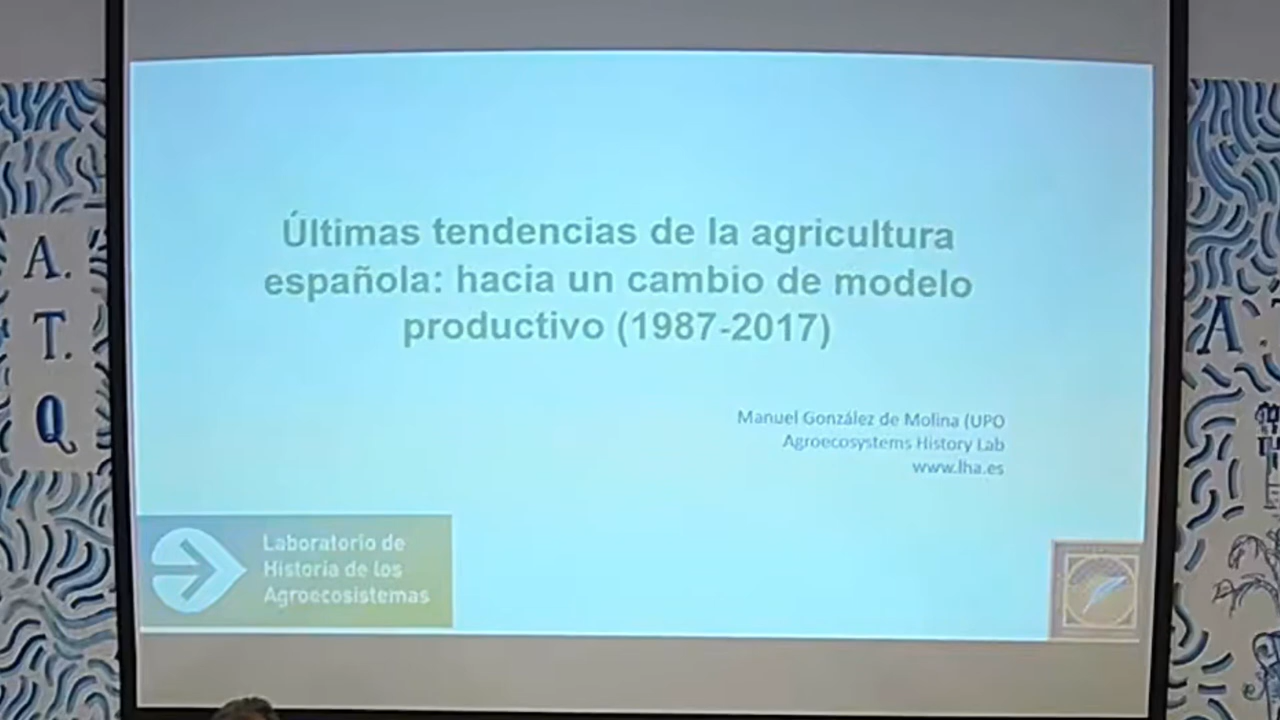 Últimas tendencias de la agricultura
española: hacia un cambio de modelo
productivo (1987-2017)
Manuel González de Molina (UPO
Agroecosystems History Lab
www.lha.es
Laboratorio de
Historia de los
Agroecosistemas
A.
T.
Q
A.